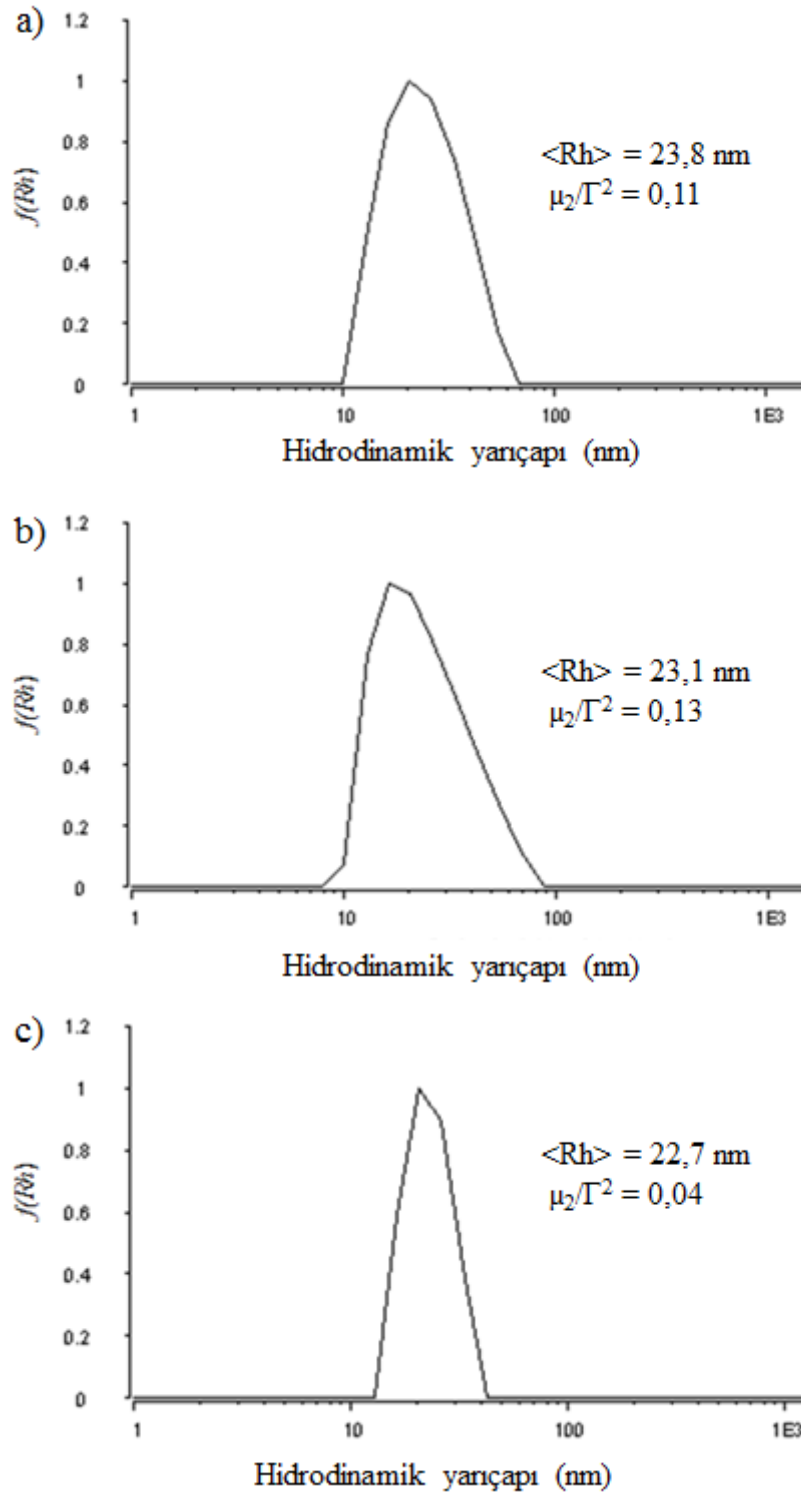 a)
1.2
1
0.8
0.6
0.4
0.2
0
f(Rh)
<Rh> = 23,8 nm
μ₂/Γ² = 0,11
1 10 100 1E3
Hidrodinamik yarıçapı (nm)
b)
1.2
1
0.8
0.6
0.4
0.2
0
f(Rh)
<Rh> = 23,1 nm
μ₂/Γ² = 0,13
1 10 100 1E3
Hidrodinamik yarıçapı (nm)
c)
1.2
1
0.8
0.6
0.4
0.2
0
f(Rh)
<Rh> = 22,7 nm
μ₂/Γ² = 0,04
1 10 100 1E3
Hidrodinamik yarıçapı (nm)